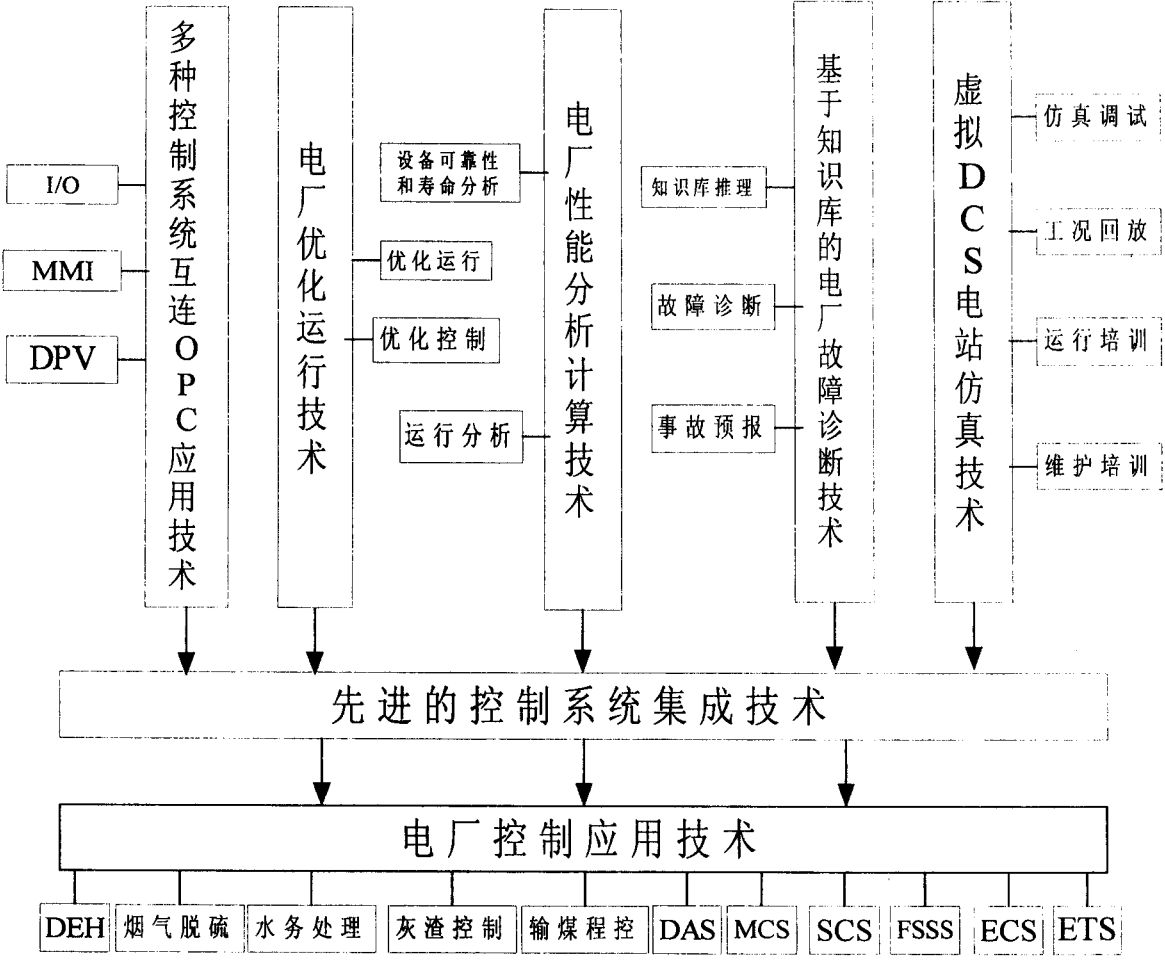 多种控制系统互连OPC应用技术
I/O
MMI
DPV
电厂优化运行技术
优化运行
优化控制
电厂性能分析计算技术
设备可靠性
和寿命分析
运行分析
基于知识库的电厂故障诊断技术
知识库推理
故障诊断
事故预报
虚拟DCS电站仿真技术
仿真调试
工况回放
运行培训
维护培训
先进的控制系统集成技术
电厂控制应用技术
DEH
烟气脱硫
水务处理
灰渣控制
输煤程控
DAS
MCS
SCS
FSSS
ECS
ETS